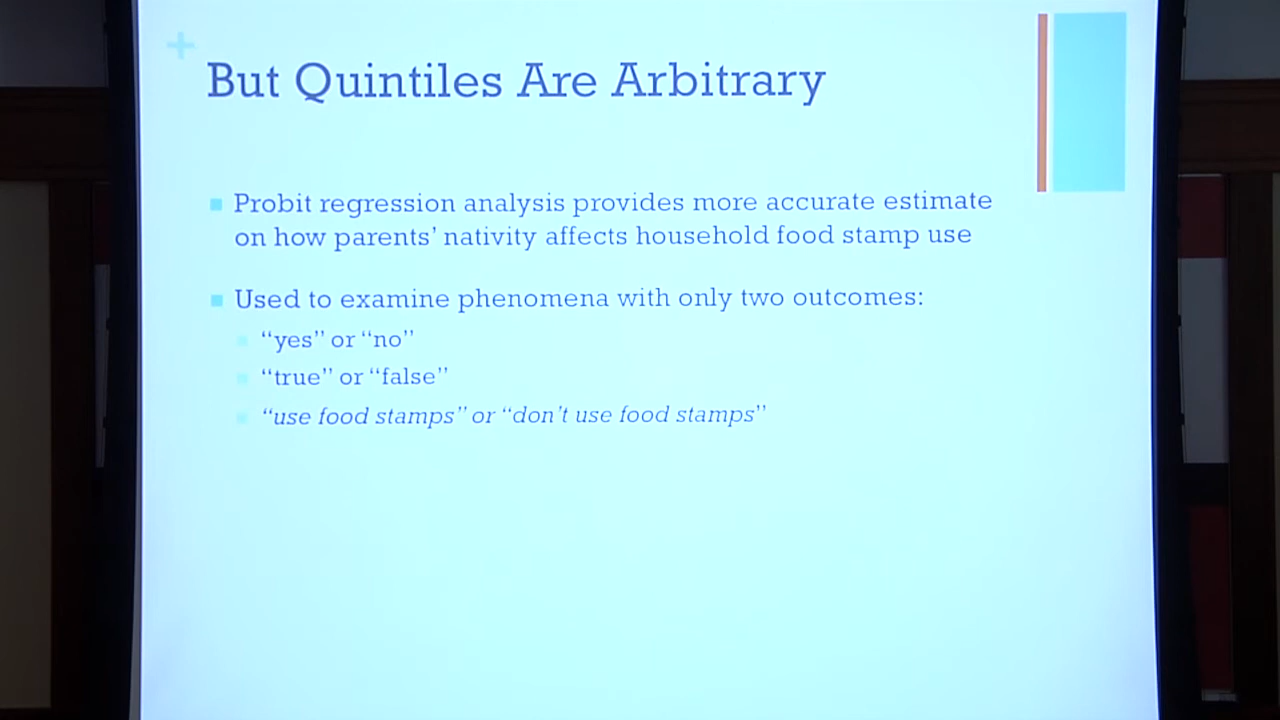 +
But Quintiles Are Arbitrary
Probit regression analysis provides more accurate estimate
on how parents’ nativity affects household food stamp use
Used to examine phenomena with only two outcomes:
“yes” or “no”
“true” or “false”
“use food stamps” or “don’t use food stamps”